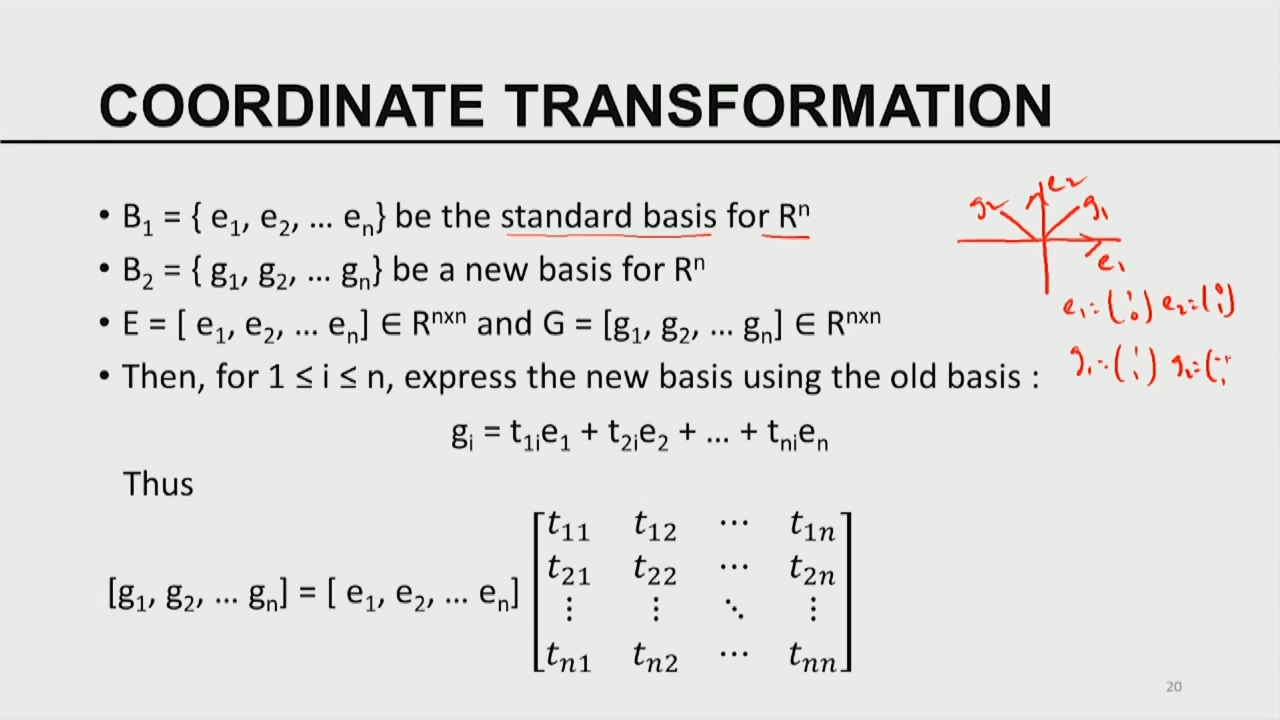 COORDINATE TRANSFORMATION
• B₁ = { e₁, e₂, ... eₙ} be the standard basis for Rⁿ
• B₂ = { g₁, g₂, ... gₙ} be a new basis for Rⁿ
• E = [ e₁, e₂, ... eₙ] ∈ Rⁿˣⁿ and G = [g₁, g₂, ... gₙ] ∈ Rⁿˣⁿ
• Then, for 1 ≤ i ≤ n, express the new basis using the old basis :
gᵢ = t₁ᵢe₁ + t₂ᵢe₂ + ... + tₙᵢeₙ
Thus
[g₁, g₂, ... gₙ] = [ e₁, e₂, ... eₙ]
t₁₁ t₁₂ ⋯ t₁ₙ
t₂₁ t₂₂ ⋯ t₂ₙ
⋮ ⋮ ⋱ ⋮
tₙ₁ tₙ₂ ⋯ tₙₙ
e₂
g₂ g₁
e₁
e₁ = (1 0) e₂ = (0 1)
g₁ = (1 1) g₂ = (-1 1
20